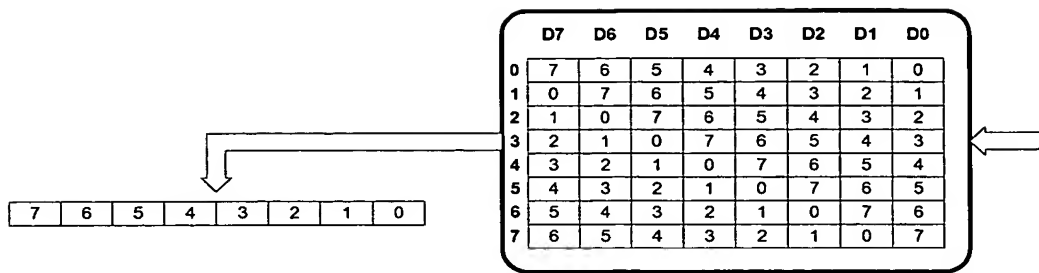 D7 D6 D5 D4 D3 D2 D1 D0
0 7 6 5 4 3 2 1 0
1 0 7 6 5 4 3 2 1
2 1 0 7 6 5 4 3 2
3 2 1 0 7 6 5 4 3
4 3 2 1 0 7 6 5 4
5 4 3 2 1 0 7 6 5
6 5 4 3 2 1 0 7 6
7 6 5 4 3 2 1 0 7
7 6 5 4 3 2 1 0